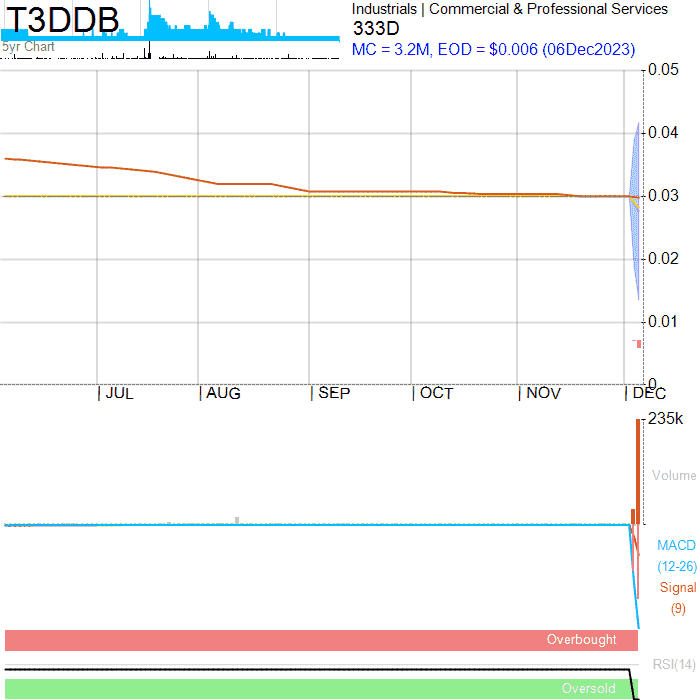 T3DDB
5yr Chart
Industrials | Commercial & Professional Services
333D
MC = 3.2M, EOD = $0.006 (06Dec2023)
0.05
0.04
0.03
0.02
0.01
0
JUL AUG SEP OCT NOV DEC
235k
Volume
MACD
(12-26)
Signal
(9)
Overbought
RSI(14)
Oversold